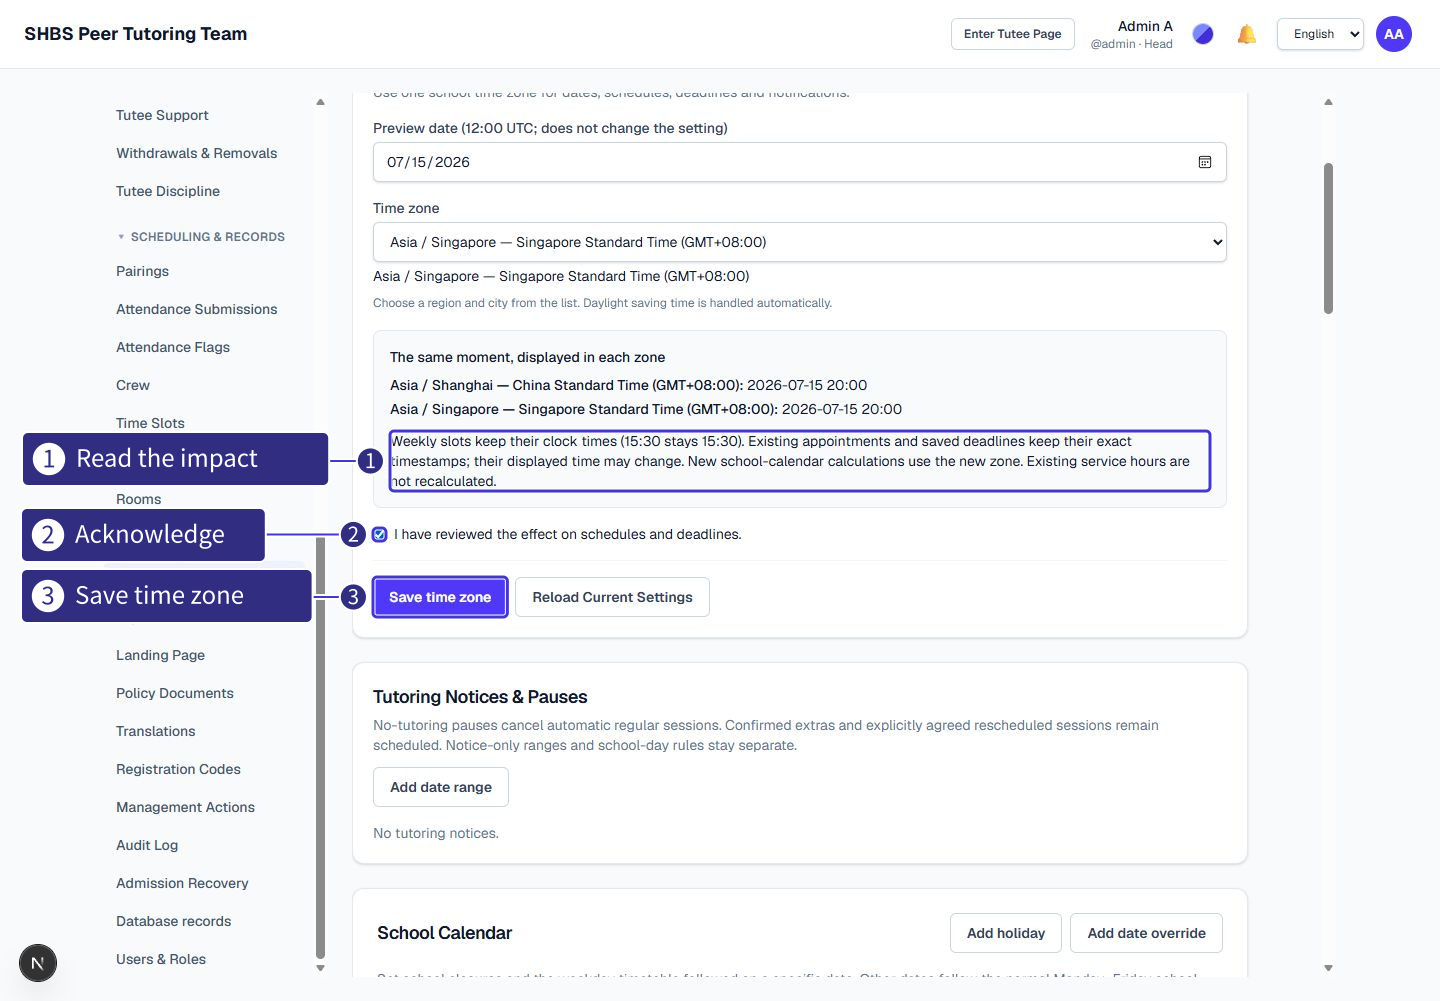 SHBS Peer Tutoring Team
Enter Tutee Page
Admin A
@admin · Head
English
AA
Tutee Support
Withdrawals & Removals
Tutee Discipline
SCHEDULING & RECORDS
Pairings
Attendance Submissions
Attendance Flags
Crew
Time Slots
Rooms
Landing Page
Policy Documents
Translations
Registration Codes
Management Actions
Audit Log
Admission Recovery
Database records
Users & Roles
N
1 Read the impact
2 Acknowledge
3 Save time zone
Use one school time zone for dates, schedules, deadlines and notifications.
Preview date (12:00 UTC; does not change the setting)
07/15/2026
Time zone
Asia / Singapore — Singapore Standard Time (GMT+08:00)
Asia / Singapore — Singapore Standard Time (GMT+08:00)
Choose a region and city from the list. Daylight saving time is handled automatically.
The same moment, displayed in each zone
Asia / Shanghai — China Standard Time (GMT+08:00): 2026-07-15 20:00
Asia / Singapore — Singapore Standard Time (GMT+08:00): 2026-07-15 20:00
1
Weekly slots keep their clock times (15:30 stays 15:30). Existing appointments and saved deadlines keep their exact
timestamps; their displayed time may change. New school-calendar calculations use the new zone. Existing service hours are
not recalculated.
2
I have reviewed the effect on schedules and deadlines.
3
Save time zone
Reload Current Settings
Tutoring Notices & Pauses
No-tutoring pauses cancel automatic regular sessions. Confirmed extras and explicitly agreed rescheduled sessions remain
scheduled. Notice-only ranges and school-day rules stay separate.
Add date range
No tutoring notices.
School Calendar
Add holiday
Add date override